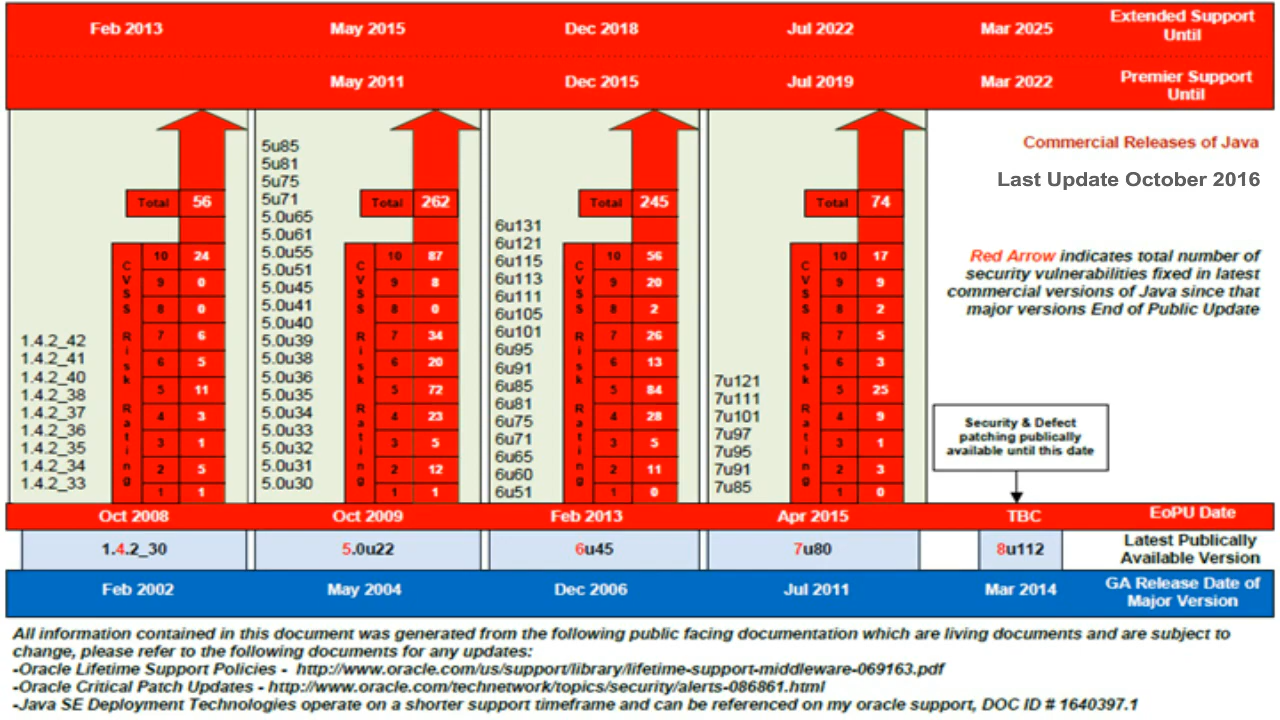 Feb 2013 May 2015 Dec 2018 Jul 2022 Mar 2025 Extended Support
Until
May 2011 Dec 2015 Jul 2019 Mar 2022 Premier Support
Until
Commercial Releases of Java
Last Update October 2016
Red Arrow indicates total number of
security vulnerabilities fixed in latest
commercial versions of Java since that
major versions End of Public Update
1.4.2_42
1.4.2_41
1.4.2_40
1.4.2_38
1.4.2_37
1.4.2_36
1.4.2_35
1.4.2_34
1.4.2_33
Total 56
CVSS Risk Rating
10 24
9 0
8 0
7 6
6 5
5 11
4 3
3 1
2 5
1 1
5u85
5u81
5u75
5u71
5.0u65
5.0u61
5.0u55
5.0u51
5.0u45
5.0u41
5.0u40
5.0u39
5.0u38
5.0u36
5.0u35
5.0u34
5.0u33
5.0u32
5.0u31
5.0u30
Total 262
CVSS Risk Rating
10 87
9 8
8 0
7 34
6 20
5 72
4 23
3 5
2 12
1 1
6u131
6u121
6u115
6u113
6u111
6u105
6u101
6u95
6u91
6u85
6u81
6u75
6u71
6u65
6u60
6u51
Total 245
CVSS Risk Rating
10 56
9 20
8 2
7 26
6 13
5 84
4 28
3 5
2 11
1 0
7u121
7u111
7u101
7u97
7u95
7u91
7u85
Total 74
CVSS Risk Rating
10 17
9 9
8 2
7 5
6 3
5 25
4 9
3 1
2 3
1 0
Security & Defect
patching publically
available until this date
Oct 2008 Oct 2009 Feb 2013 Apr 2015 TBC EoPU Date
1.4.2_30 5.0u22 6u45 7u80 8u112 Latest Publically
Available Version
Feb 2002 May 2004 Dec 2006 Jul 2011 Mar 2014 GA Release Date of
Major Version
All information contained in this document was generated from the following public facing documentation which are living documents and are subject to
change, please refer to the following documents for any updates:
-Oracle Lifetime Support Policies - http://www.oracle.com/us/support/library/lifetime-support-middleware-069163.pdf
-Oracle Critical Patch Updates - http://www.oracle.com/technetwork/topics/security/alerts-086861.html
-Java SE Deployment Technologies operate on a shorter support timeframe and can be referenced on my oracle support, DOC ID # 1640397.1